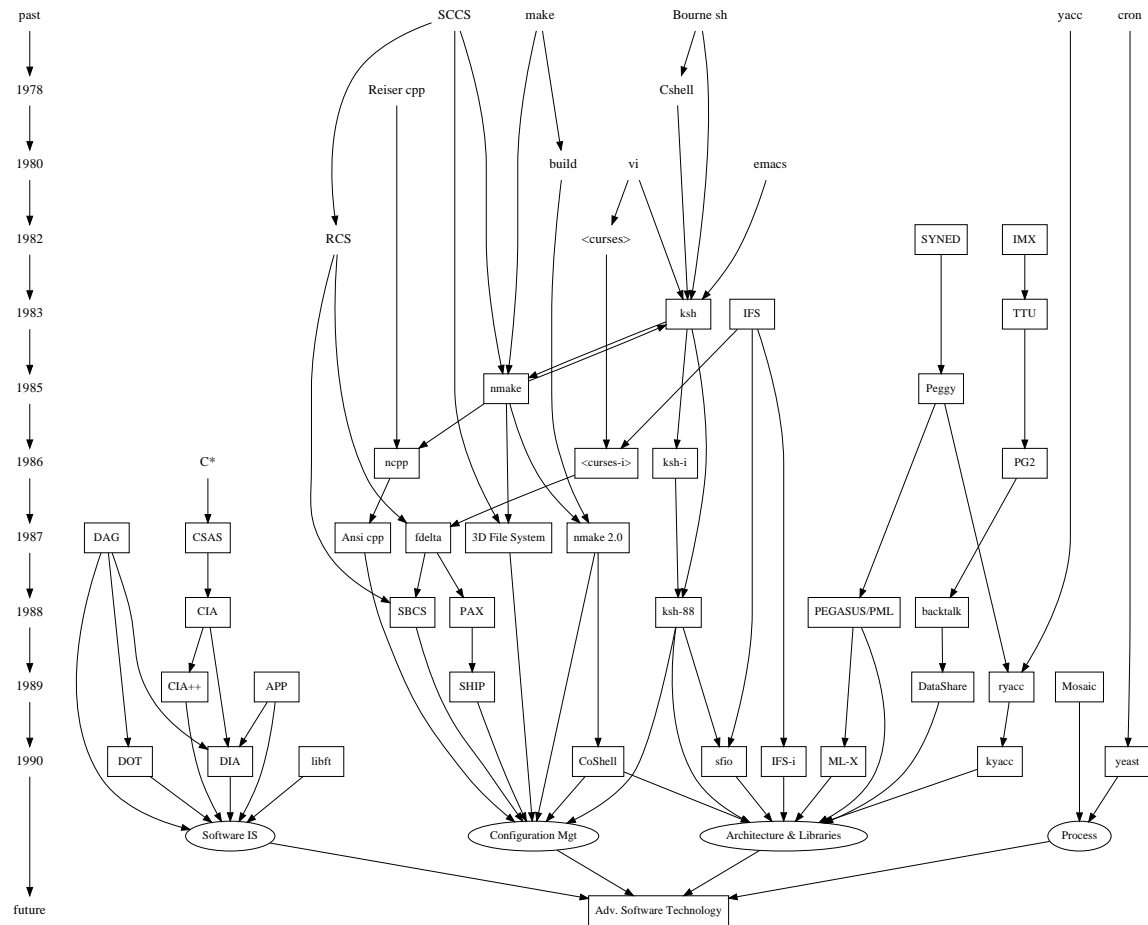 past SCCS make Bourne sh yacc cron
1978 Reiser cpp Cshell
1980 build vi emacs
1982 RCS <curses> SYNED IMX
1983 ksh IFS TTU
1985 nmake Peggy
1986 C* ncpp <curses-i> ksh-i PG2
1987 DAG CSAS Ansi cpp fdelta 3D File System nmake 2.0
1988 CIA SBCS PAX ksh-88 PEGASUS/PML backtalk
1989 CIA++ APP SHIP DataShare ryacc Mosaic
1990 DOT DIA libft CoShell sfio IFS-i ML-X kyacc yeast
Software IS Configuration Mgt Architecture & Libraries Process
future Adv. Software Technology